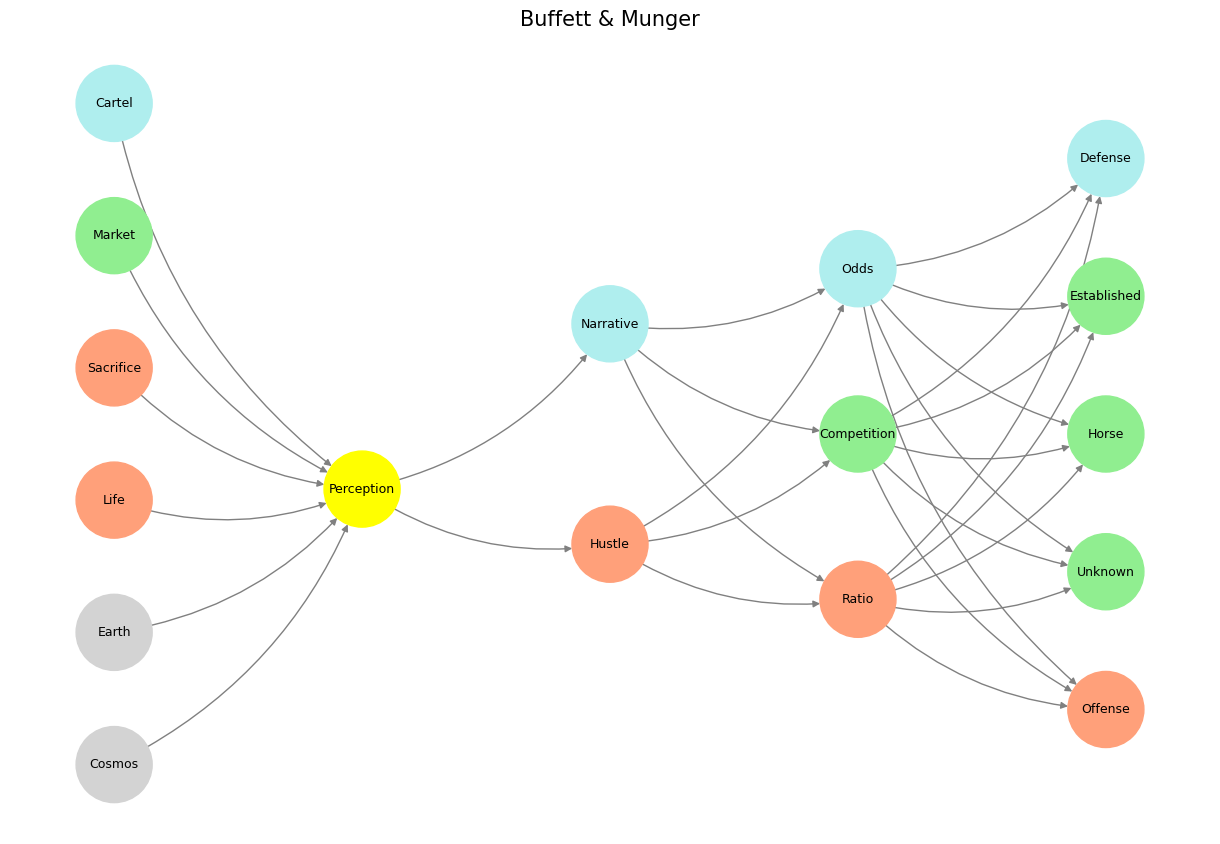 Buffett & Munger
Cartel
Market
Sacrifice
Life
Earth
Cosmos
Perception
Narrative
Hustle
Odds
Competition
Ratio
Defense
Established
Horse
Unknown
Offense